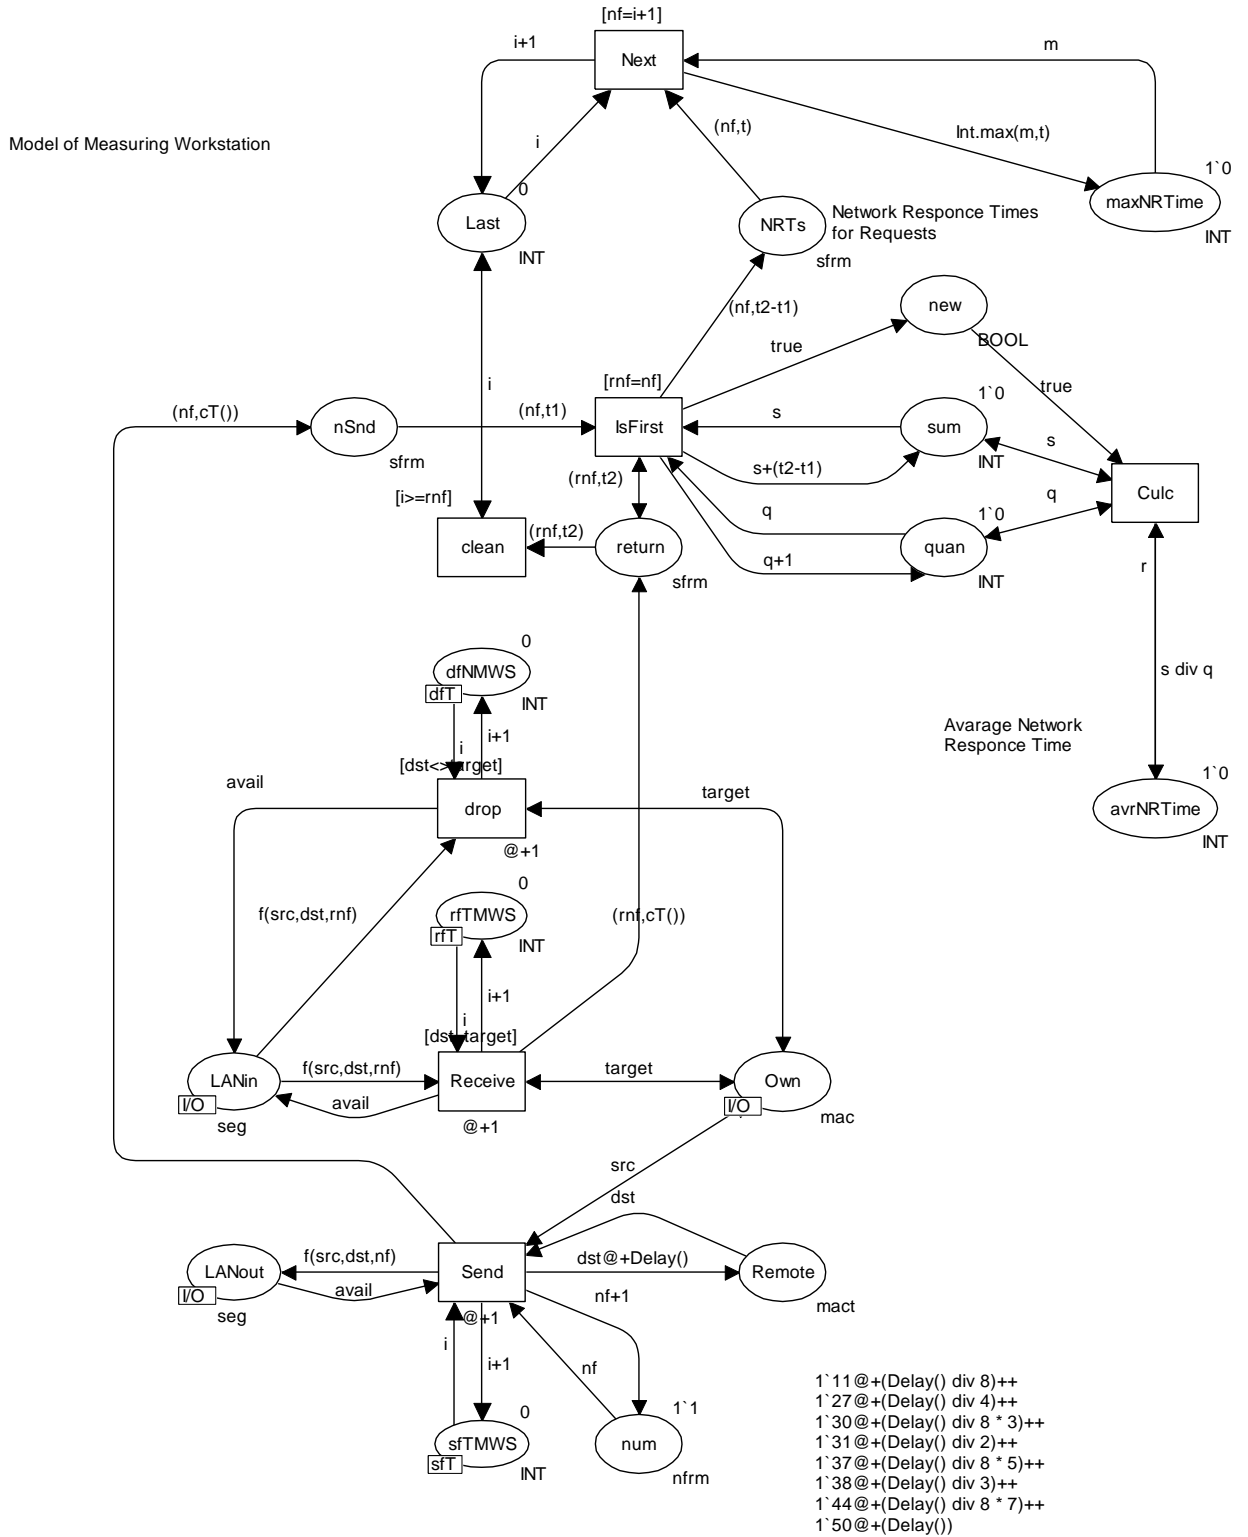 [nf=i+1]
i+1
Next
m
Model of Measuring Workstation
i
(nf,t)
Int.max(m,t)
0
Last
INT
NRTs
sfrm
Network Responce Times
for Requests
1`0
maxNRTime
INT
(nf,t2-t1)
new
BOOL
true
true
i
(nf,cT())
nSnd
sfrm
(nf,t1)
[rnf=nf]
IsFirst
s
s+(t2-t1)
1`0
sum
INT
s
Culc
[i>=rnf]
clean
(rnf,t2)
(rnf,t2)
return
sfrm
q
q+1
1`0
quan
INT
q
r
0
dfNMWS
dfT
INT
i
i+1
s div q
Avarage Network
Responce Time
[dst<>target]
avail
drop
target
@+1
1`0
avrNRTime
INT
0
rfTMWS
rfT
INT
f(src,dst,rnf)
(rnf,cT())
i
i+1
[dst=target]
LANin
I/O
seg
f(src,dst,rnf)
avail
Receive
@+1
target
Own
I/O
mac
src
dst
LANout
I/O
seg
f(src,dst,nf)
avail
Send
@+1
dst@+Delay()
Remote
mact
nf+1
i
i+1
nf
0
sfTMWS
sfT
INT
1`1
num
nfrm
1`11@+(Delay() div 8)++
1`27@+(Delay() div 4)++
1`30@+(Delay() div 8 * 3)++
1`31@+(Delay() div 2)++
1`37@+(Delay() div 8 * 5)++
1`38@+(Delay() div 3)++
1`44@+(Delay() div 8 * 7)++
1`50@+(Delay())